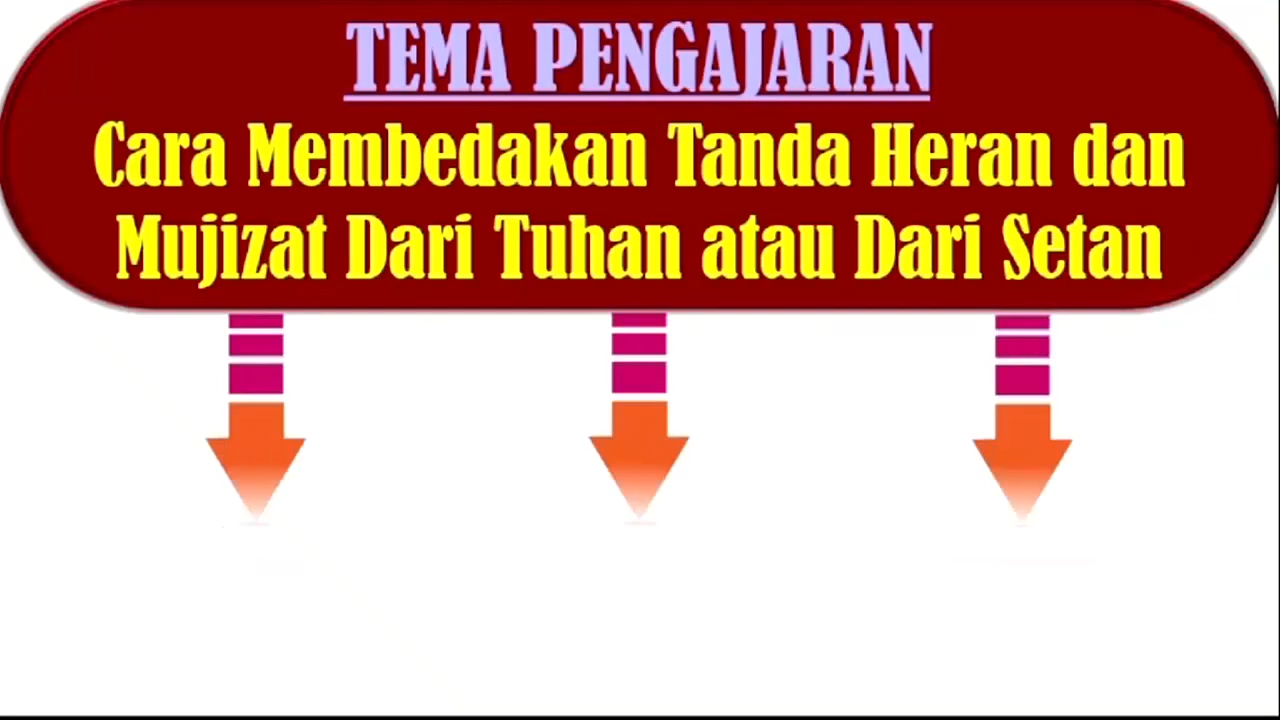 TEMA PENGAJARAN
Cara Membedakan Tanda Heran dan
Mujizat Dari Tuhan atau Dari Setan